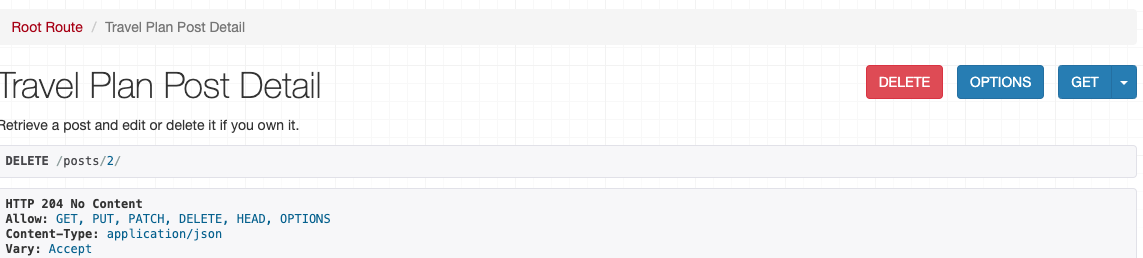 Root Route / Travel Plan Post Detail
Travel Plan Post Detail
DELETE OPTIONS GET
Retrieve a post and edit or delete it if you own it.
DELETE /posts/2/
HTTP 204 No Content
Allow: GET, PUT, PATCH, DELETE, HEAD, OPTIONS
Content-Type: application/json
Vary: Accept